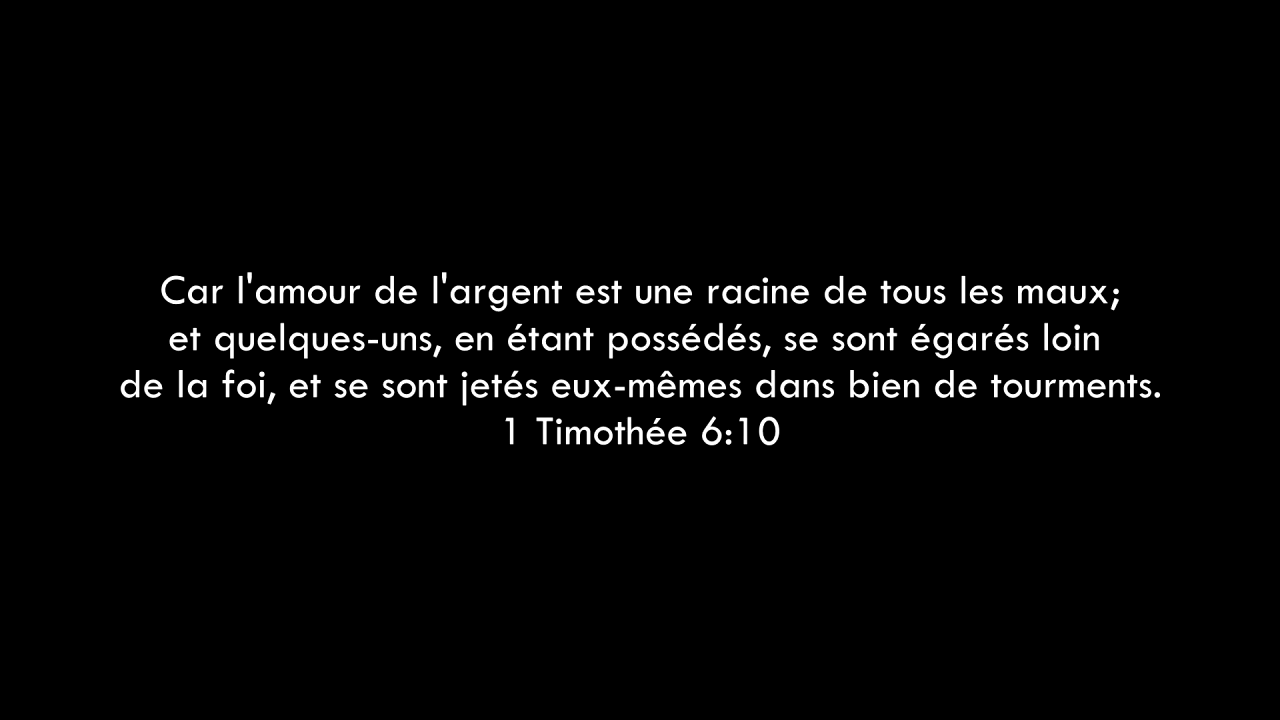 Car l'amour de l'argent est une racine de tous les maux;
et quelques-uns, en étant possédés, se sont égarés loin
de la foi, et se sont jetés eux-mêmes dans bien de tourments.
1 Timothée 6:10